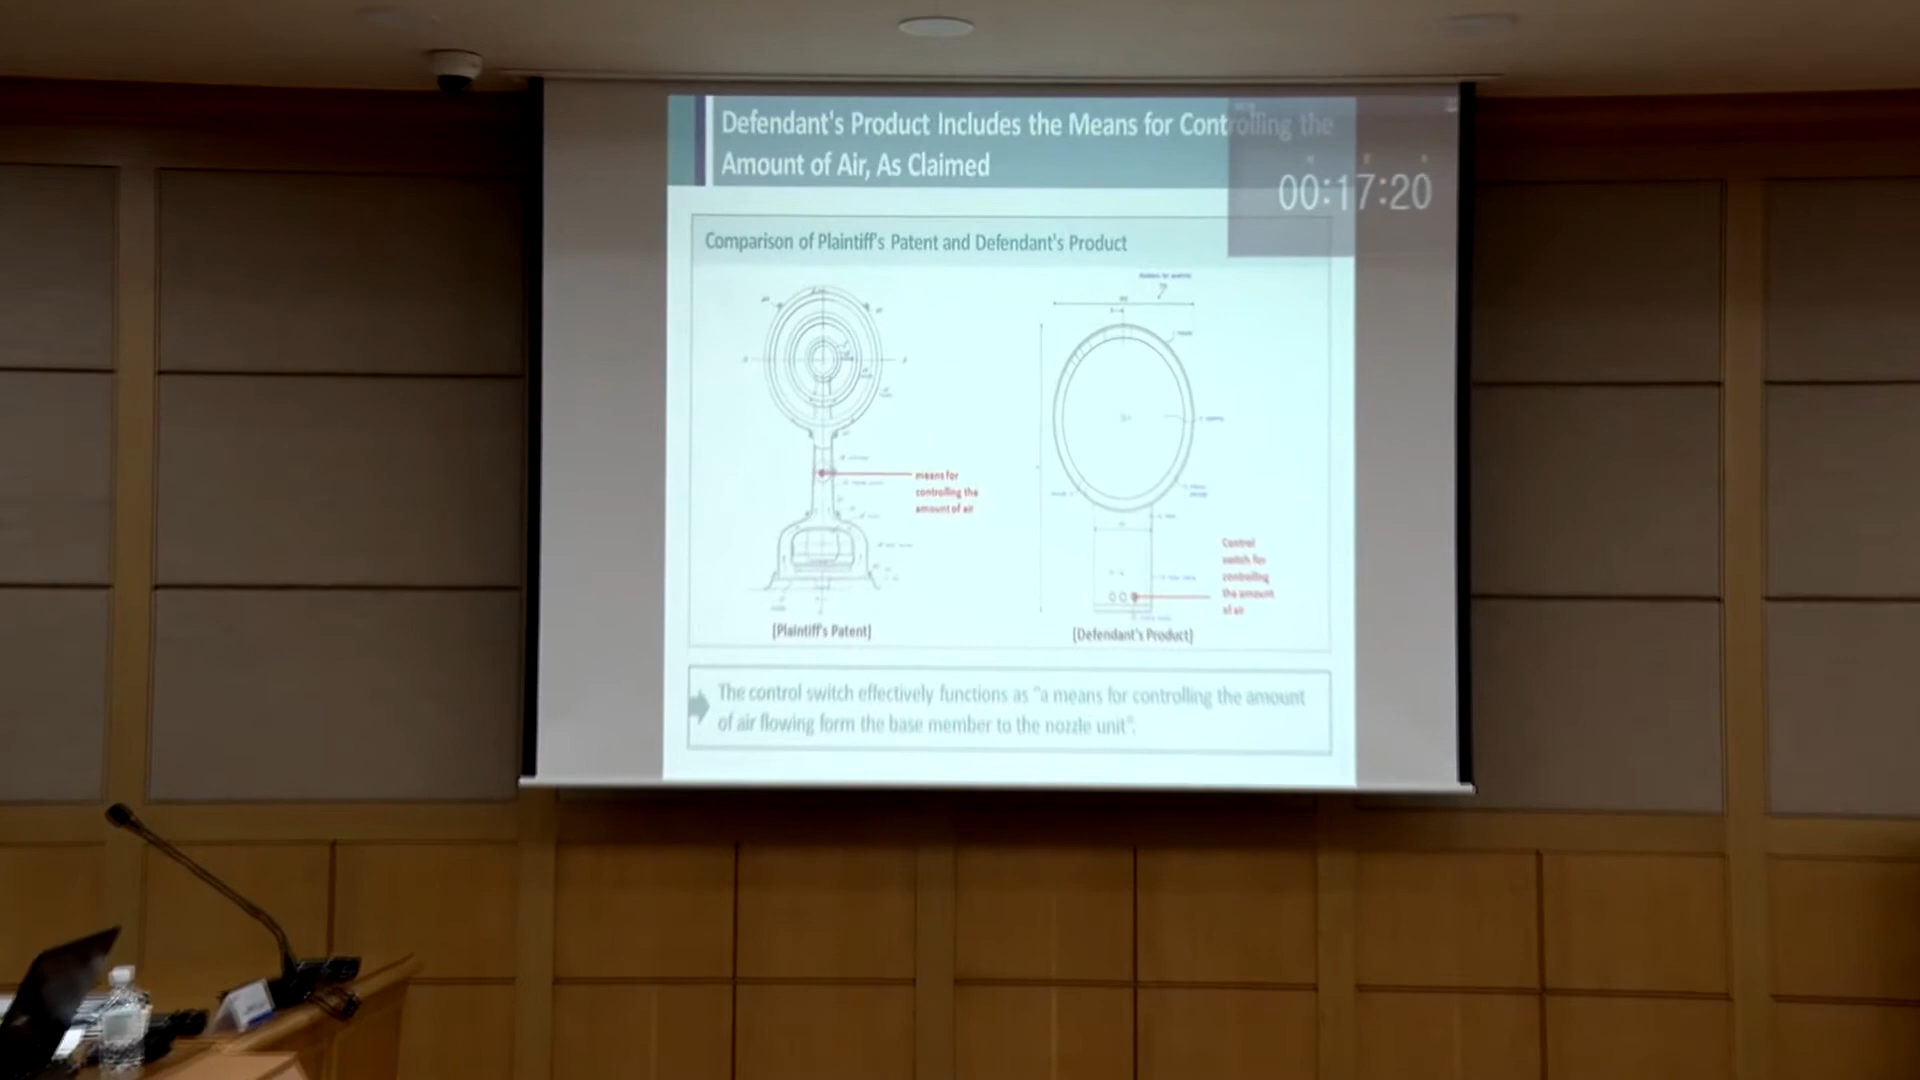 Defendant's Product Includes the Means for Controlling the
Amount of Air, As Claimed
00:17:20
Comparison of Plaintiff's Patent and Defendant's Product
means for
controlling the
amount of air
Control
switch for
controlling
the amount
of air
[Plaintiff's Patent]
[Defendant's Product]
The control switch effectively functions as "a means for controlling the amount
of air flowing form the base member to the nozzle unit".